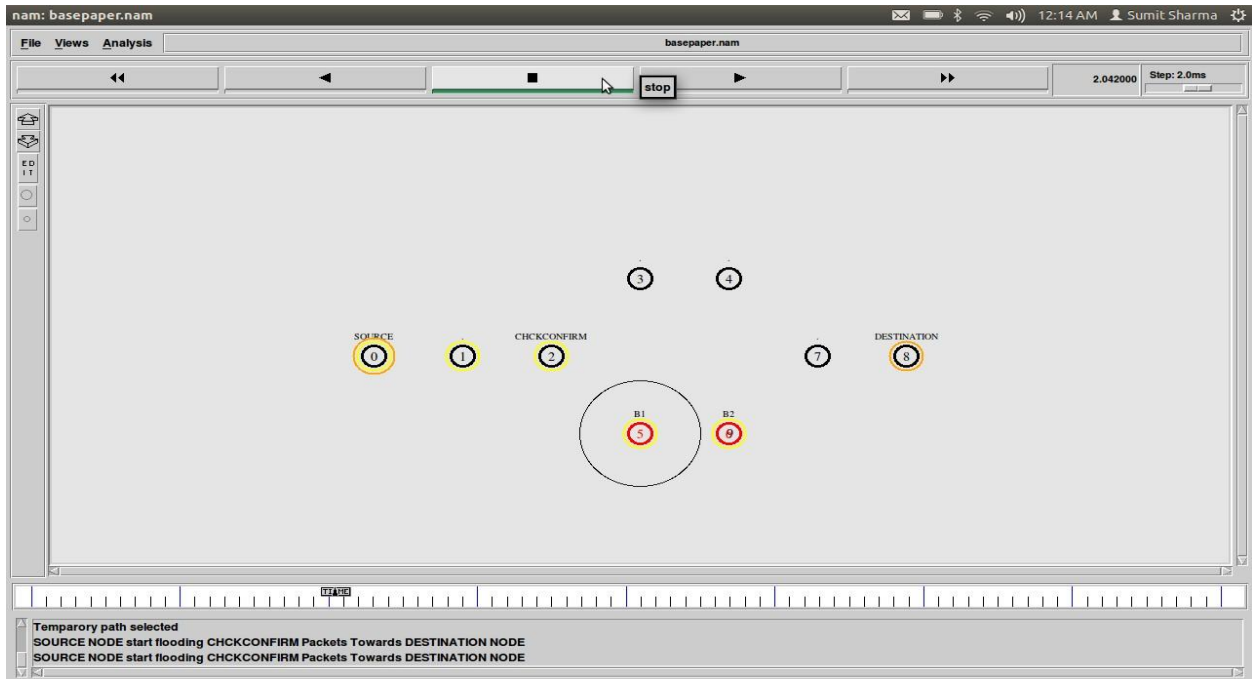 nam: basepaper.nam
12:14 AM Sumit Sharma
File Views Analysis basepaper.nam
stop
2.042000 Step: 2.0ms
ED
IT
3 4
SOURCE CHCKCONFIRM DESTINATION
0 1 2 7 8
B1 B2
5
TIME
Temparory path selected
SOURCE NODE start flooding CHCKCONFIRM Packets Towards DESTINATION NODE
SOURCE NODE start flooding CHCKCONFIRM Packets Towards DESTINATION NODE